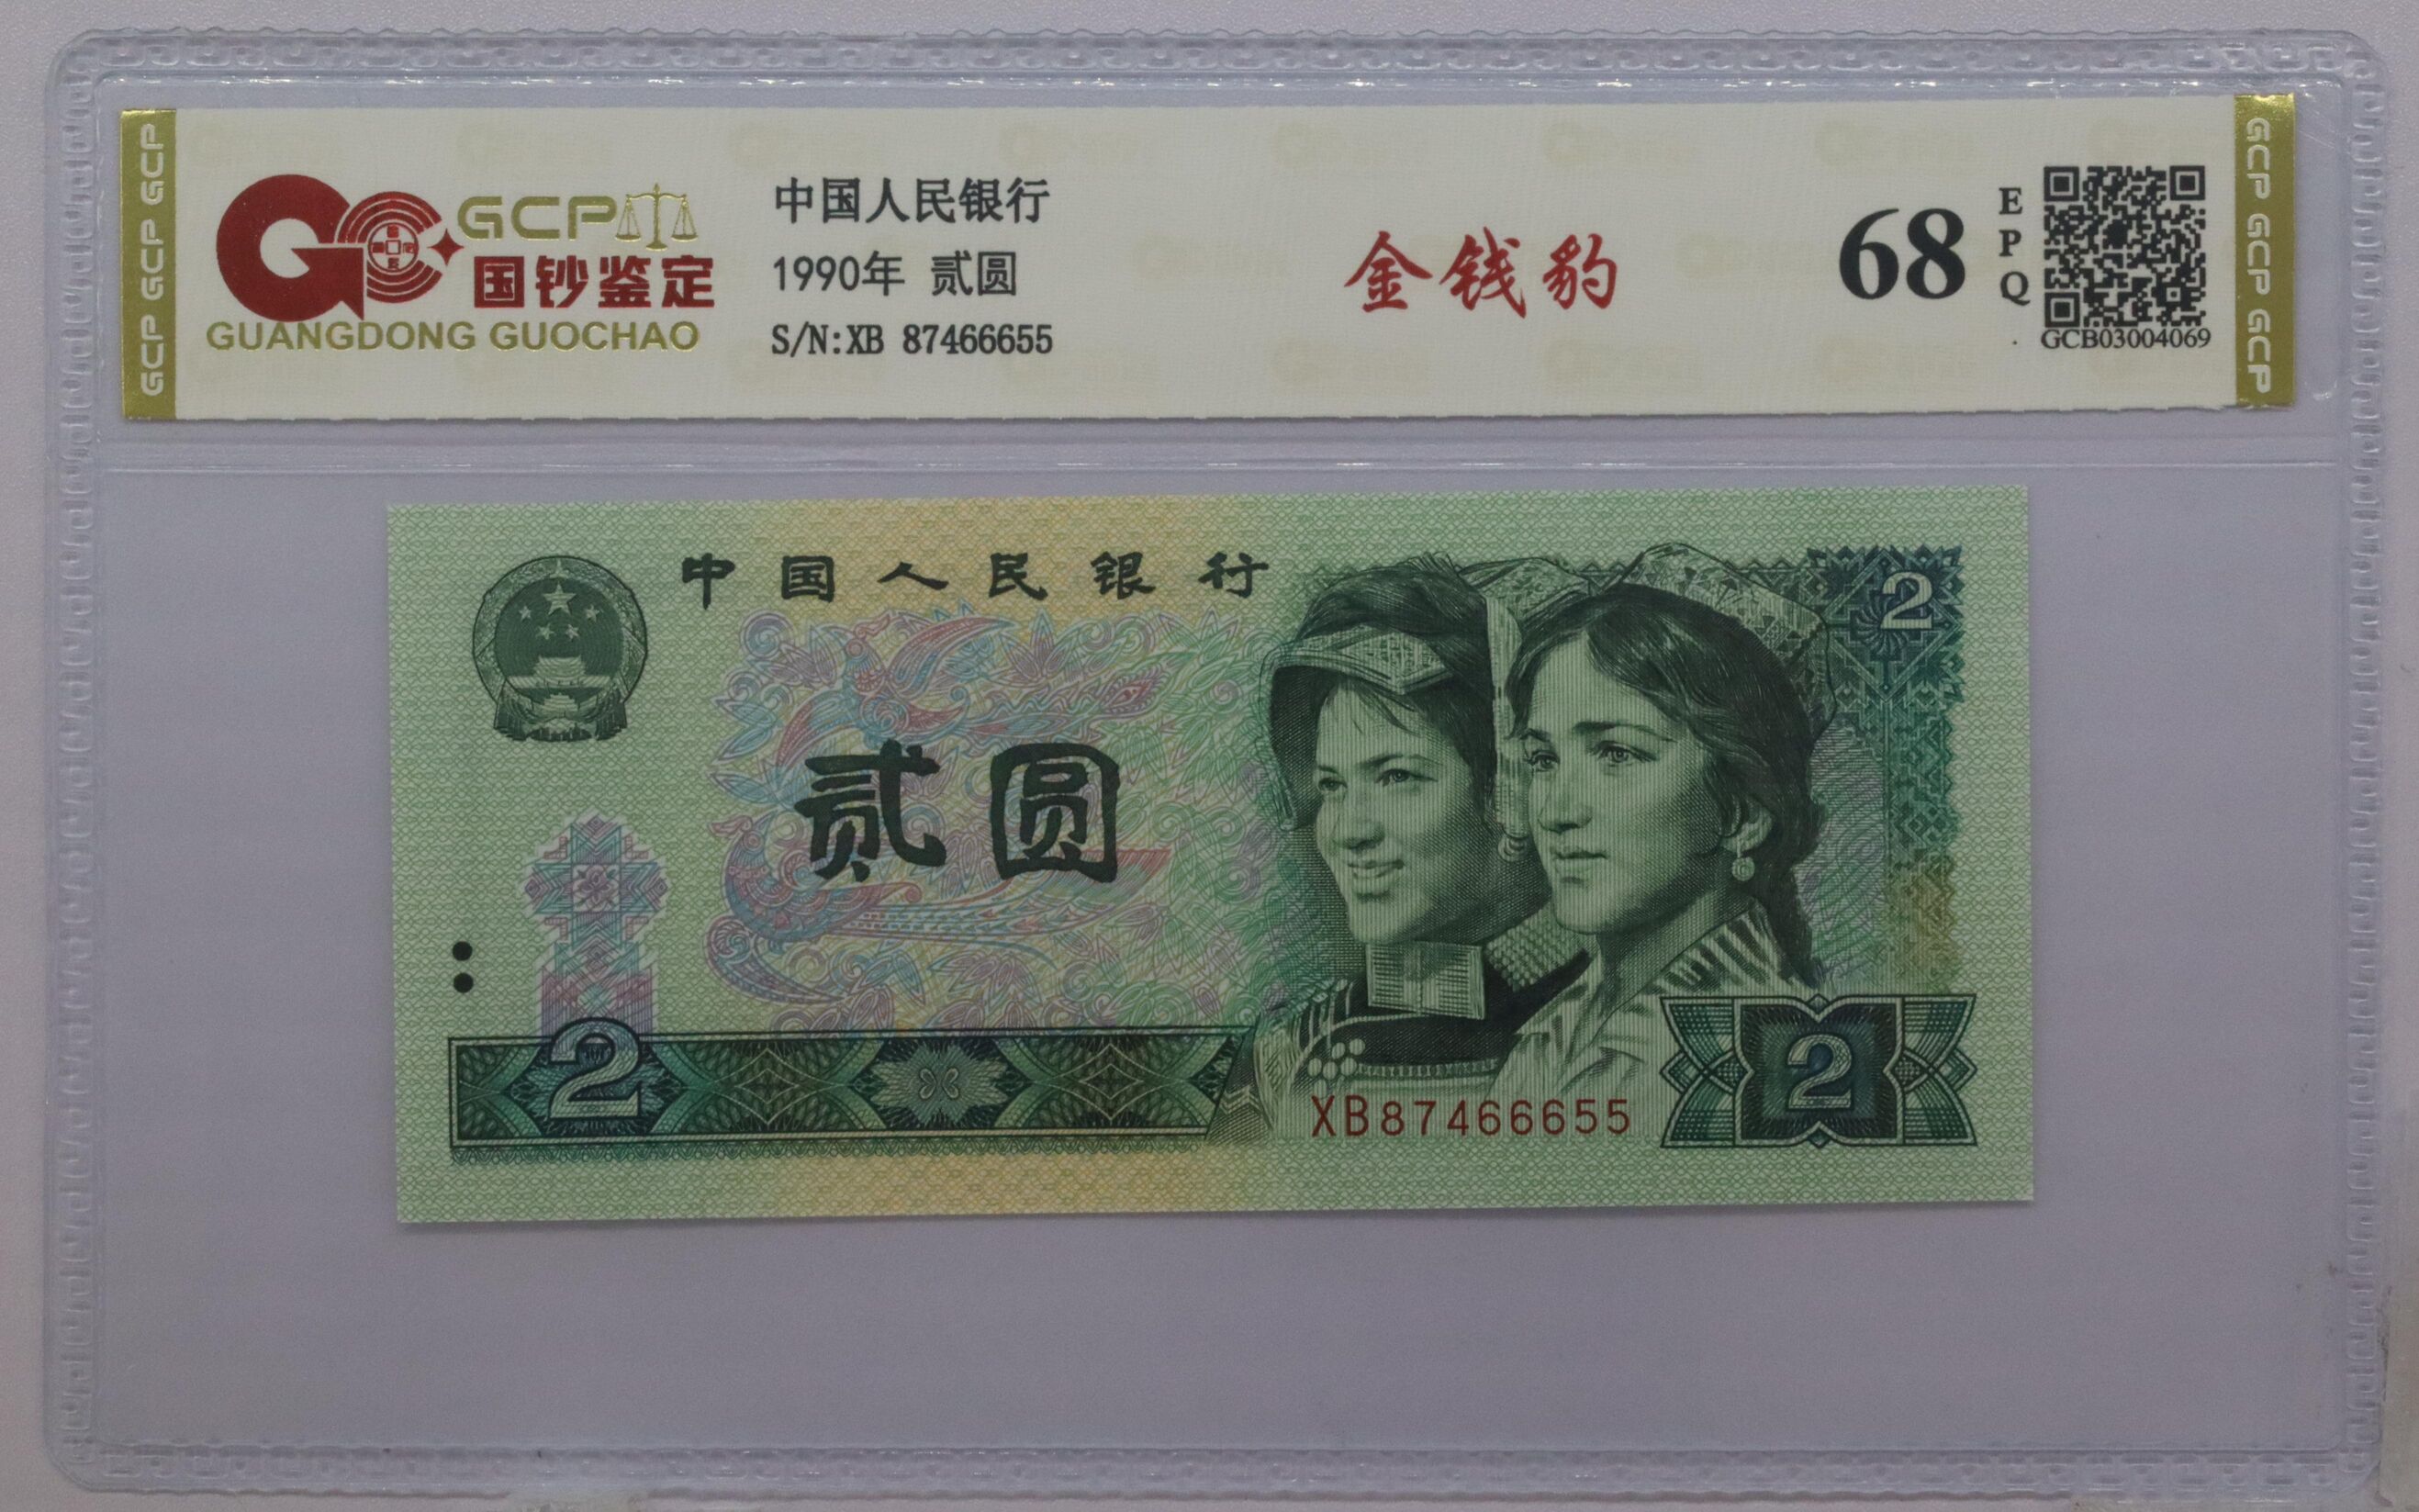 GCP GCP GCP
GCP
国钞鉴定
GUANGDONG GUOCHAO
中国人民银行
1990年 贰圆
S/N:XB 87466655
金钱豹
68
EPQ
GCB03004069
GCP GCP GCP
中国人民银行
2
贰圆
2
XB87466655
2